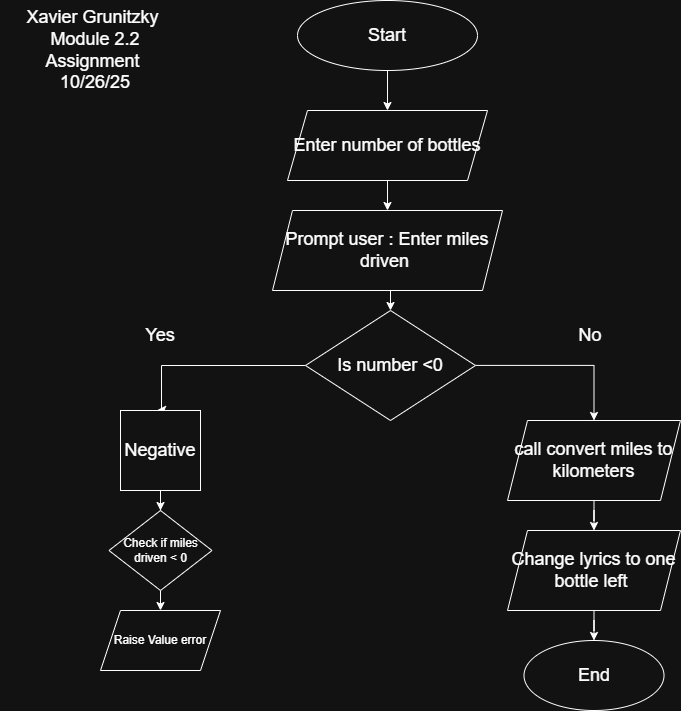 Xavier Grunitzky
Module 2.2
Assignment
10/26/25
Start
Enter number of bottles
Prompt user : Enter miles
driven
Is number <0
Yes
No
Negative
Check if miles
driven < 0
Raise Value error
call convert miles to
kilometers
Change lyrics to one
bottle left
End